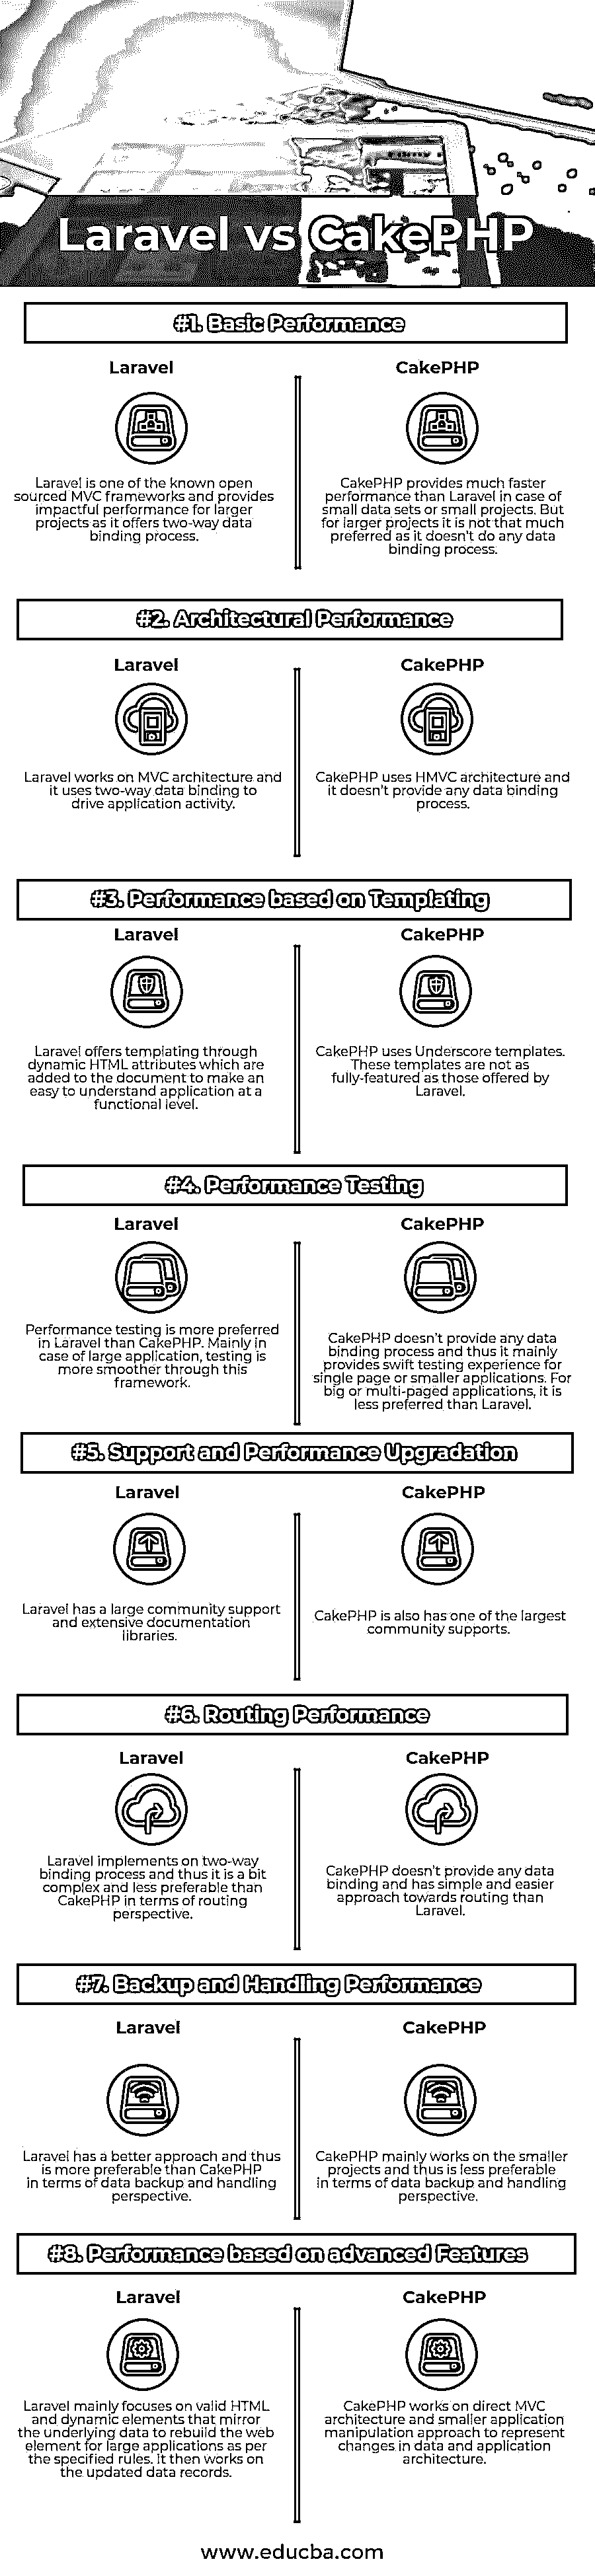 Laravel vs CakePHP
#1. Basic Performance
Laravel
Laravel is one of the known open
sourced MVC frameworks and provides
impactful performance for larger
projects as it offers two-way data
binding process.
CakePHP
CakePHP provides much faster
performance than Laravel in case of
small data sets or small projects. But
for larger projects it is not that much
preferred as it doesn't do any data
binding process.
#2. Architectural Performance
Laravel
Laravel works on MVC architecture and
it uses two-way data binding to
drive application activity.
CakePHP
CakePHP uses HMVC architecture and
it doesn't provide any data binding
process.
#3. Performance based on Templating
Laravel
Laravel offers templating through
dynamic HTML attributes which are
added to the document to make an
easy to understand application at a
functional level.
CakePHP
CakePHP uses Underscore templates.
These templates are not as
fully-featured as those offered by
Laravel.
#4. Performance Testing
Laravel
Performance testing is more preferred
in Laravel than CakePHP. Mainly in
case of large application, testing is
more smoother through this
framework.
CakePHP
CakePHP doesn't provide any data
binding process and thus it mainly
provides swift testing experience for
single page or smaller applications. For
big or multi-paged applications, it is
less preferred than Laravel.
#5. Support and Performance Upgradation
Laravel
Laravel has a large community support
and extensive documentation
libraries.
CakePHP
CakePHP is also has one of the largest
community supports.
#6. Routing Performance
Laravel
Laravel implements on two-way
binding process and thus it is a bit
complex and less preferable than
CakePHP in terms of routing
perspective.
CakePHP
CakePHP doesn't provide any data
binding and has simple and easier
approach towards routing than
Laravel.
#7. Backup and Handling Performance
Laravel
Laravel has a better approach and thus
is more preferable than CakePHP
in terms of data backup and handling
perspective.
CakePHP
CakePHP mainly works on the smaller
projects and thus is less preferable
in terms of data backup and handling
perspective.
#8. Performance based on advanced Features
Laravel
Laravel mainly focuses on valid HTML
and dynamic elements that mirror
the underlying data to rebuild the web
element for large applications as per
the specified rules. It then works on
the updated data records.
CakePHP
CakePHP works on direct MVC
architecture and smaller application
manipulation approach to represent
changes in data and application
architecture.
www.educba.com